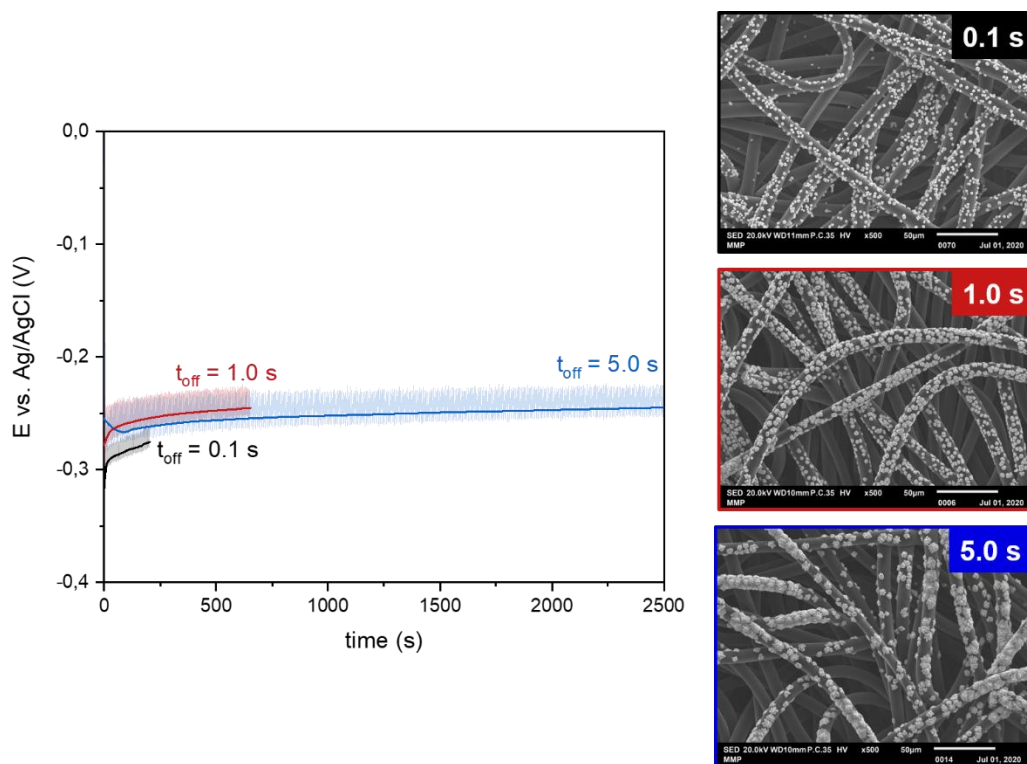 0,0
-0,1
-0,2
-0,3
-0,4
E vs. Ag/AgCl (V)
t_off = 1.0 s
t_off = 5.0 s
t_off = 0.1 s
0
500
1000
1500
2000
2500
time (s)
0.1 s
SED 20.0kV WD11mm P.C.35 HV x500 50µm
MMP 0070 Jul 01, 2020
1.0 s
SED 20.0kV WD10mm P.C.35 HV x500 50µm
MMP 0006 Jul 01, 2020
5.0 s
SED 20.0kV WD10mm P.C.35 HV x500 50µm
MMP 0014 Jul 01, 2020